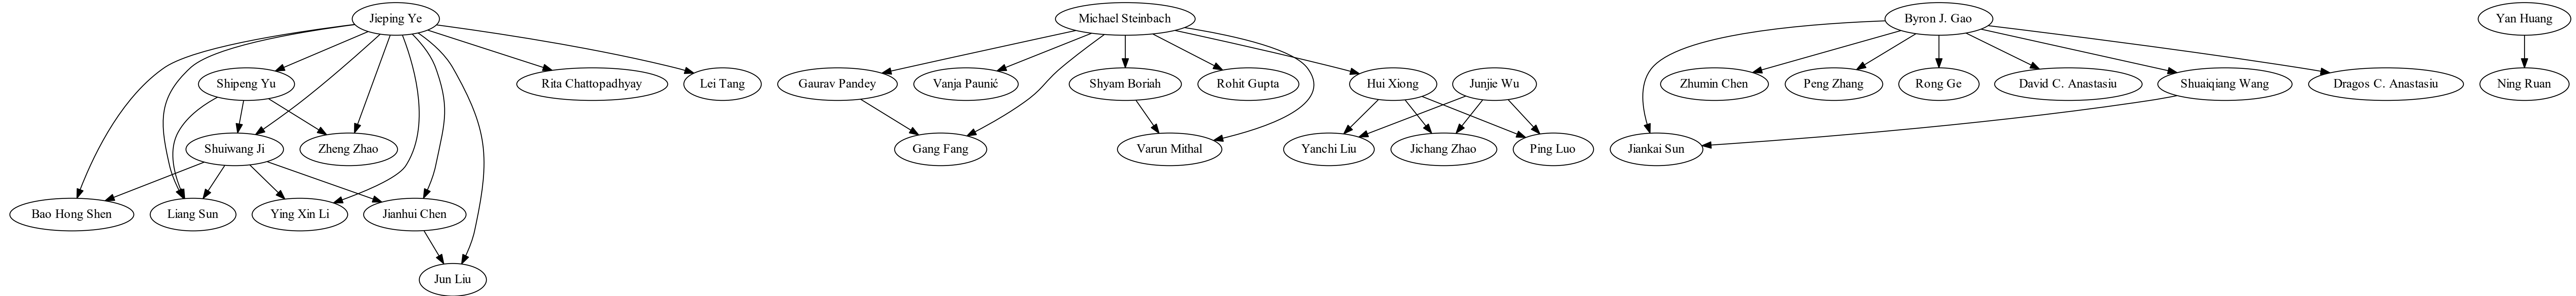 Jieping Ye
Michael Steinbach
Byron J. Gao
Yan Huang
Shipeng Yu
Rita Chattopadhyay
Lei Tang
Gaurav Pandey
Vanja Paunić
Shyam Boriah
Rohit Gupta
Hui Xiong
Junjie Wu
Zhumin Chen
Peng Zhang
Rong Ge
David C. Anastasiu
Shuaiqiang Wang
Dragos C. Anastasiu
Ning Ruan
Shuiwang Ji
Zheng Zhao
Gang Fang
Varun Mithal
Yanchi Liu
Jichang Zhao
Ping Luo
Jiankai Sun
Bao Hong Shen
Liang Sun
Ying Xin Li
Jianhui Chen
Jun Liu